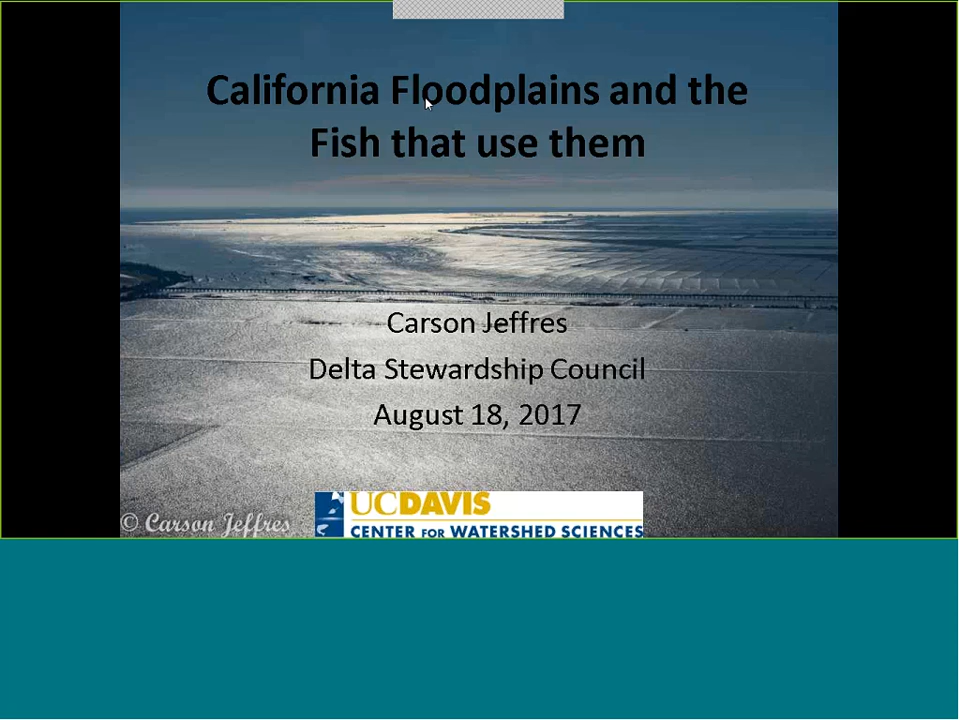 California Floodplains and the
Fish that use them
Carson Jeffres
Delta Stewardship Council
August 18, 2017
© Carson Jeffres
UCDAVIS
CENTER FOR WATERSHED SCIENCES